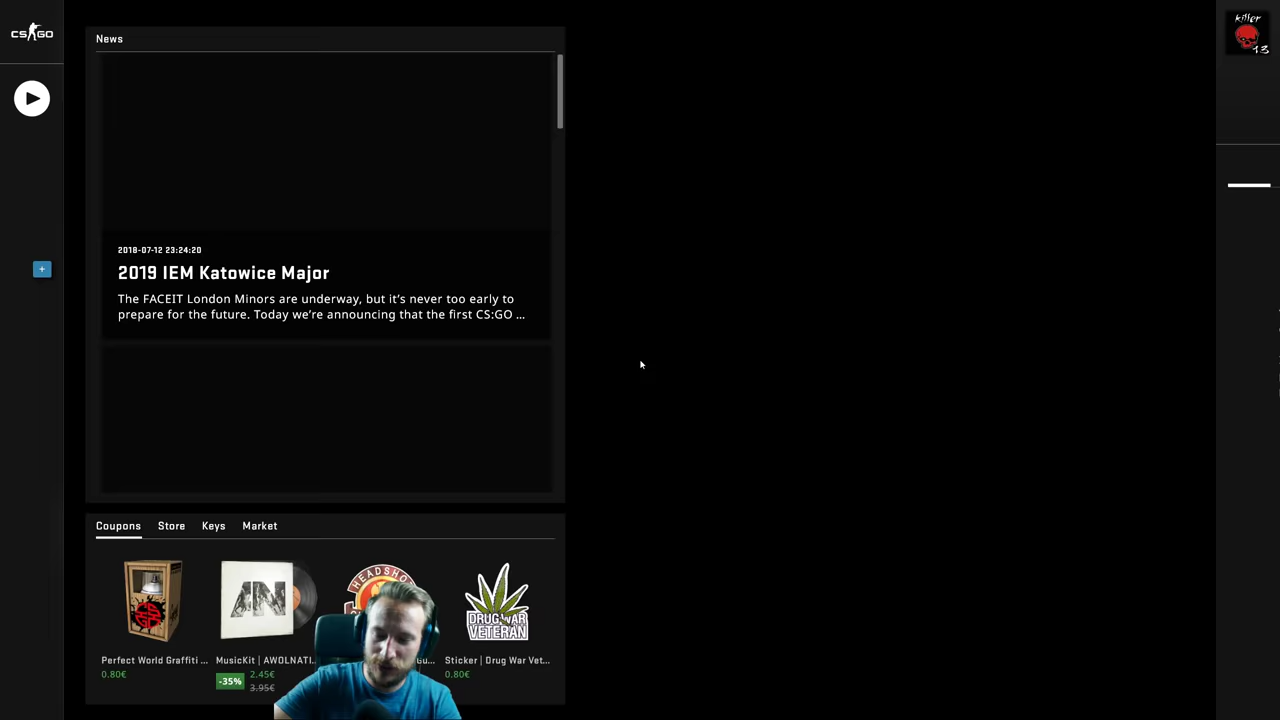 CS GO
killer
13
News
2018-07-12 23:24:20
2019 IEM Katowice Major
The FACEIT London Minors are underway, but it's never too early to
prepare for the future. Today we're announcing that the first CS:GO ...
Coupons Store Keys Market
AN
HEADSHO
DRUG WAR
VETERAN
Perfect World Graffiti ...
MusicKit | AWOLNATI...
Sticker | Drug War Vet...
0.80€
-35%
2.45€
3.95€
0.80€